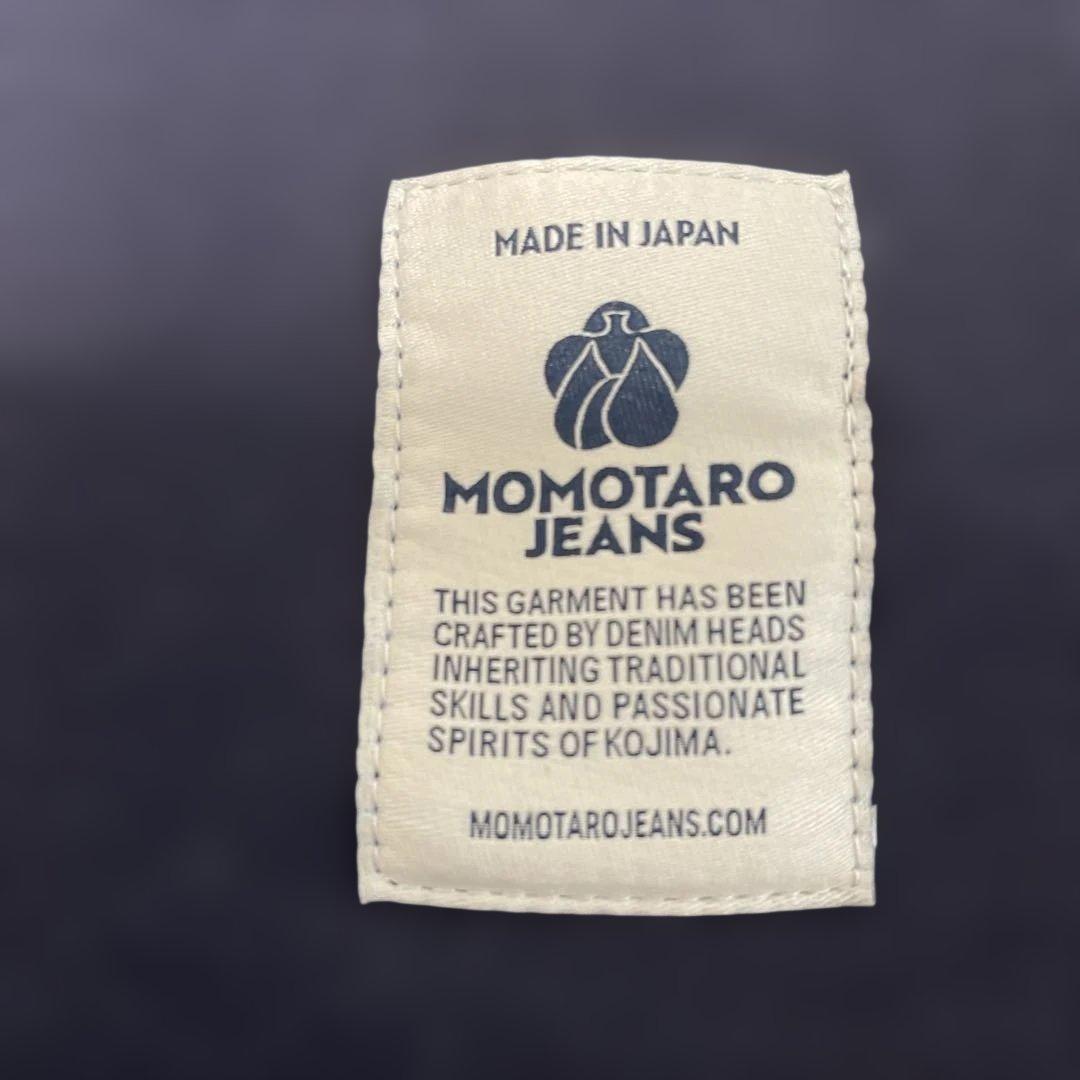 MADE IN JAPAN
MOMOTARO
JEANS
THIS GARMENT HAS BEEN
CRAFTED BY DENIM HEADS
INHERITING TRADITIONAL
SKILLS AND PASSIONATE
SPIRITS OF KOJIMA.
MOMOTAROJEANS.COM